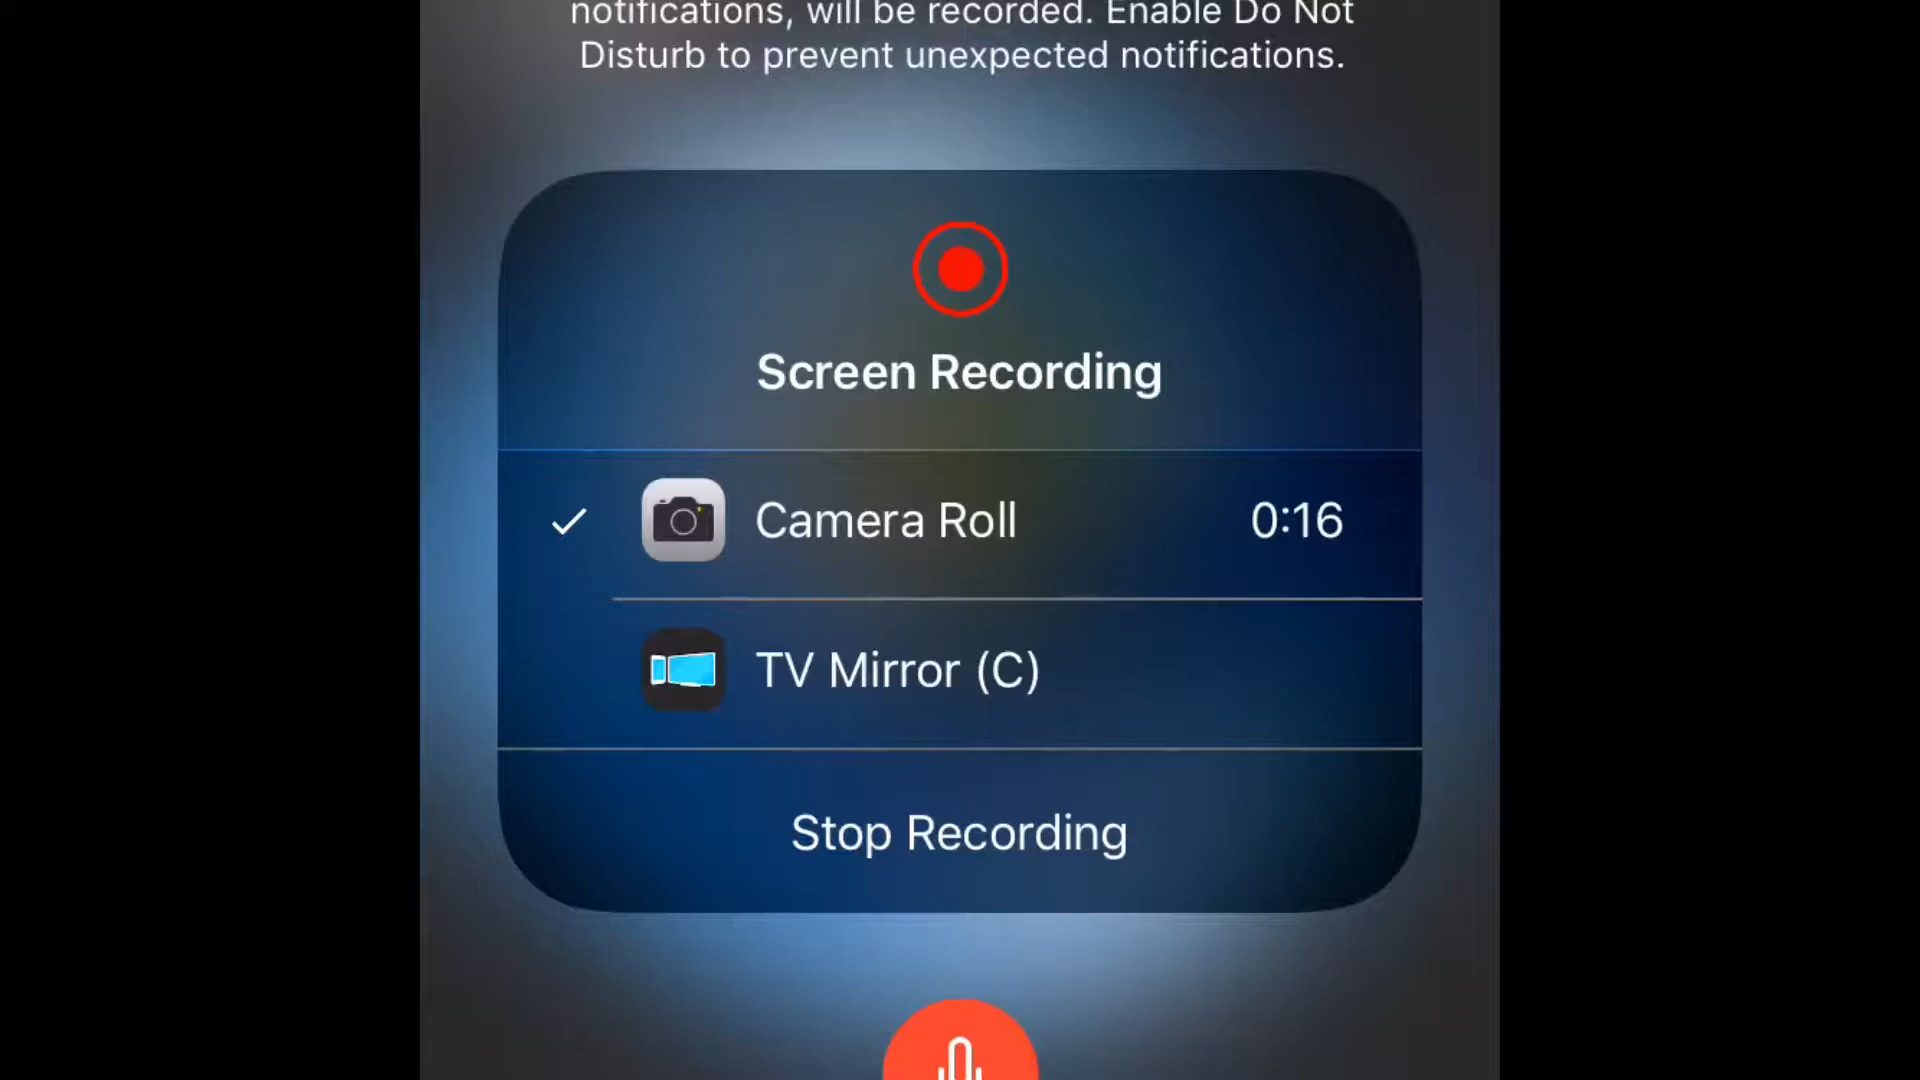 notifications, will be recorded. Enable Do Not
Disturb to prevent unexpected notifications.
Screen Recording
Camera Roll 0:16
TV Mirror (C)
Stop Recording